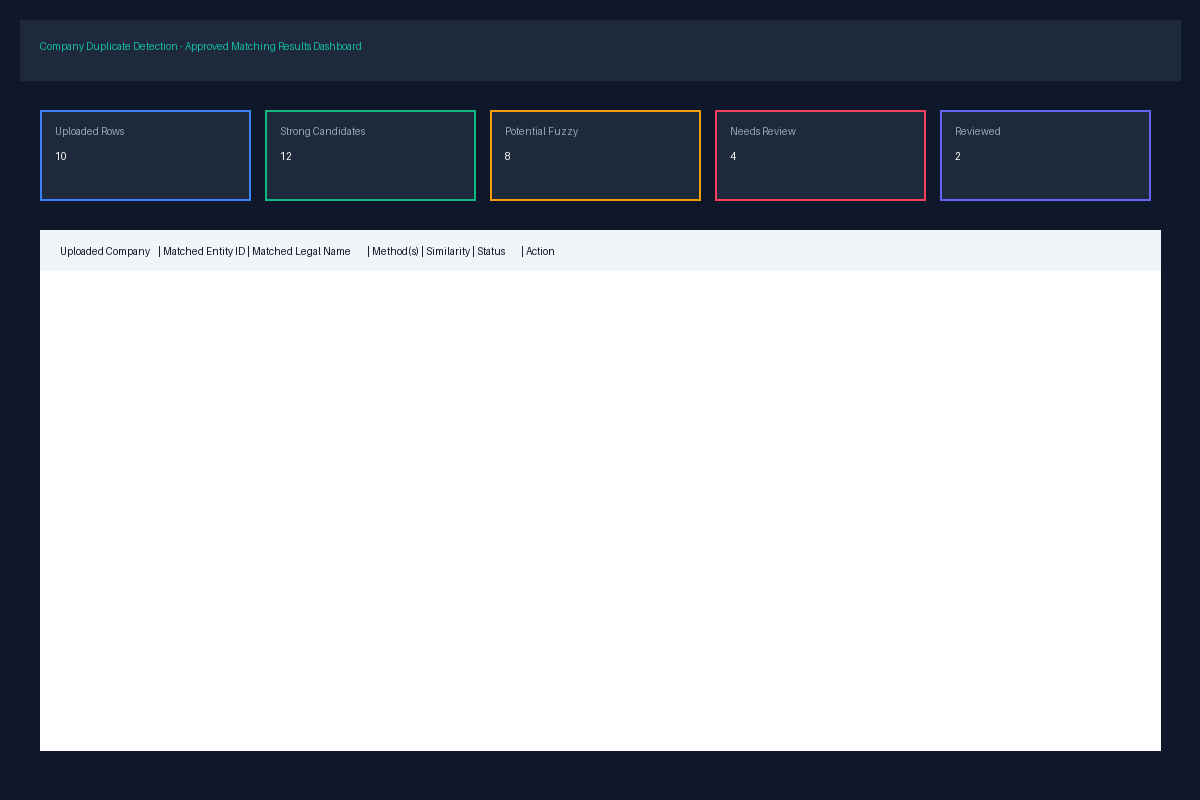 Company Duplicate Detection - Approved Matching Results Dashboard
Uploaded Rows
10
Strong Candidates
12
Potential Fuzzy
8
Needs Review
4
Reviewed
2
Uploaded Company | Matched Entity ID | Matched Legal Name | Method(s) | Similarity | Status | Action